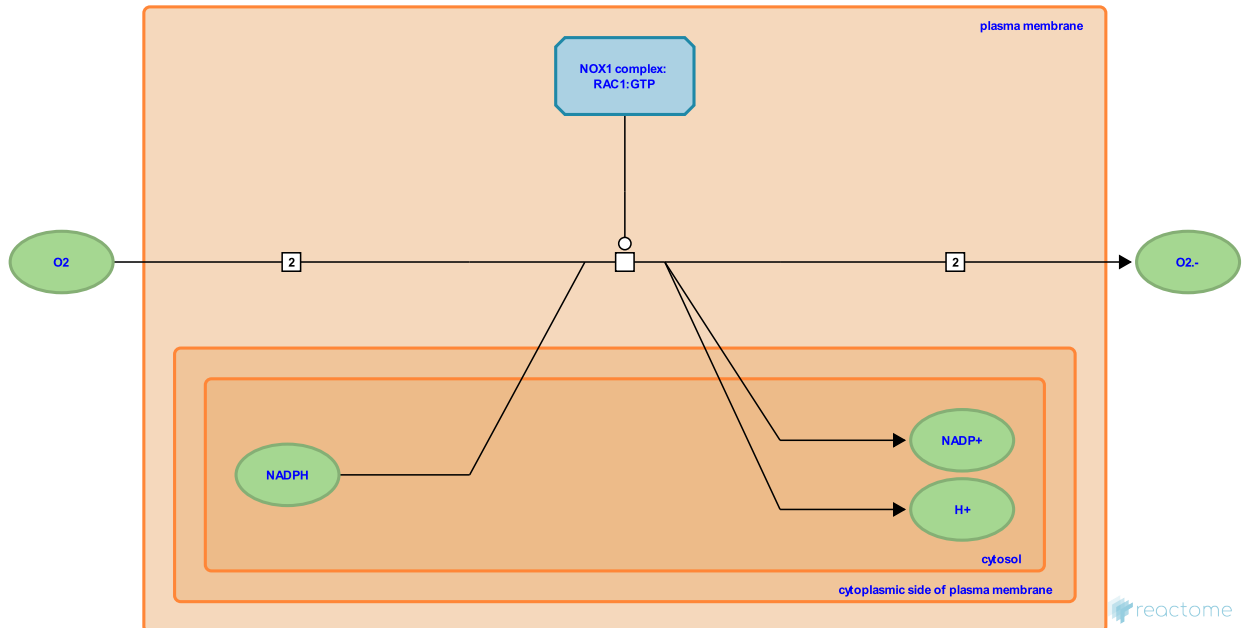 plasma membrane
NOX1 complex:
RAC1:GTP
O2
2
2
O2.-
NADPH
NADP+
H+
cytosol
cytoplasmic side of plasma membrane
reactome